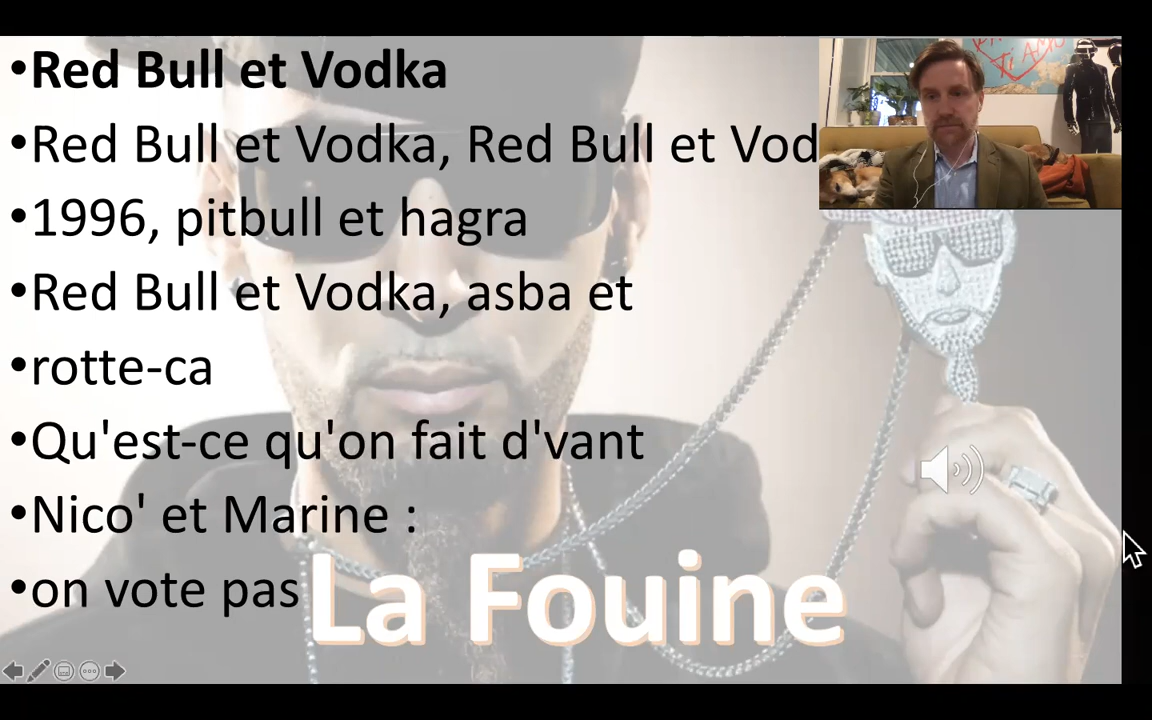 •Red Bull et Vodka
•Red Bull et Vodka, Red Bull et Vod
•1996, pitbull et hagra
•Red Bull et Vodka, asba et
•rotte-ca
•Qu'est-ce qu'on fait d'vant
•Nico' et Marine :
•on vote pas
La Fouine